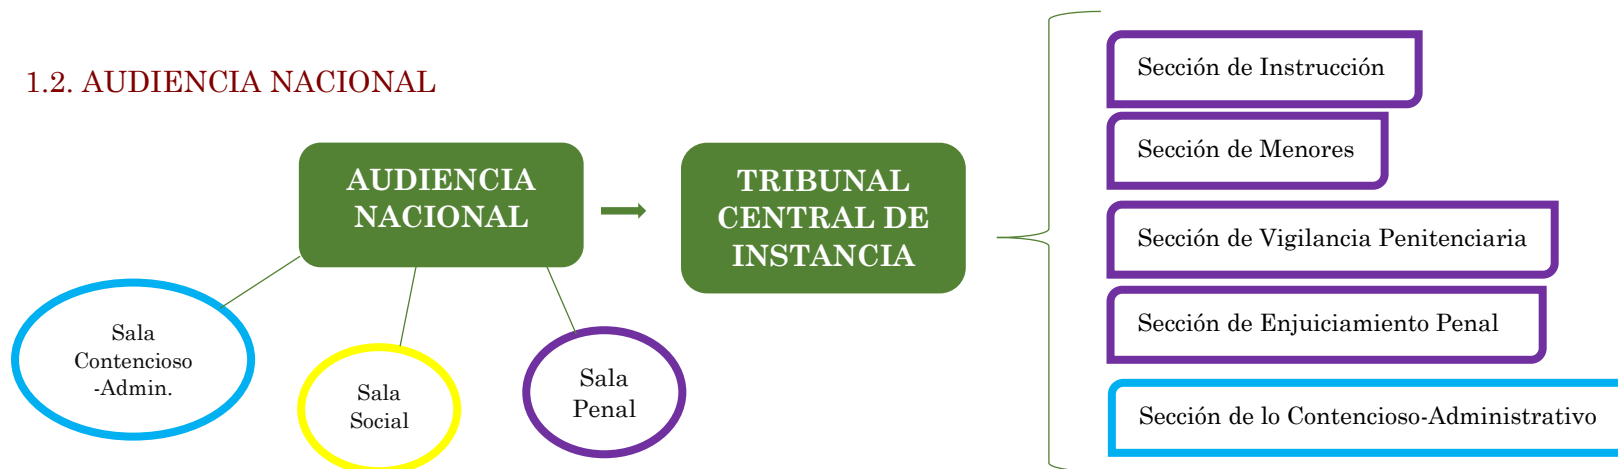 1.2. AUDIENCIA NACIONAL
AUDIENCIA
NACIONAL
TRIBUNAL
CENTRAL DE
INSTANCIA
Sala
Contencioso
-Admin.
Sala
Social
Sala
Penal
Sección de Instrucción
Sección de Menores
Sección de Vigilancia Penitenciaria
Sección de Enjuiciamiento Penal
Sección de lo Contencioso-Administrativo